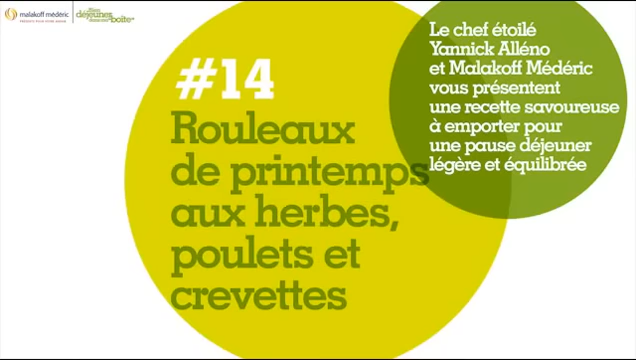 malakoff médéric
déjeunez
boîte
#14
Rouleaux
de printemps
aux herbes,
poulets et
crevettes
Le chef étoilé
Yannick Alléno
et Malakoff Médéric
vous présentent
une recette savoureuse
à emporter pour
une pause déjeuner
légère et équilibrée